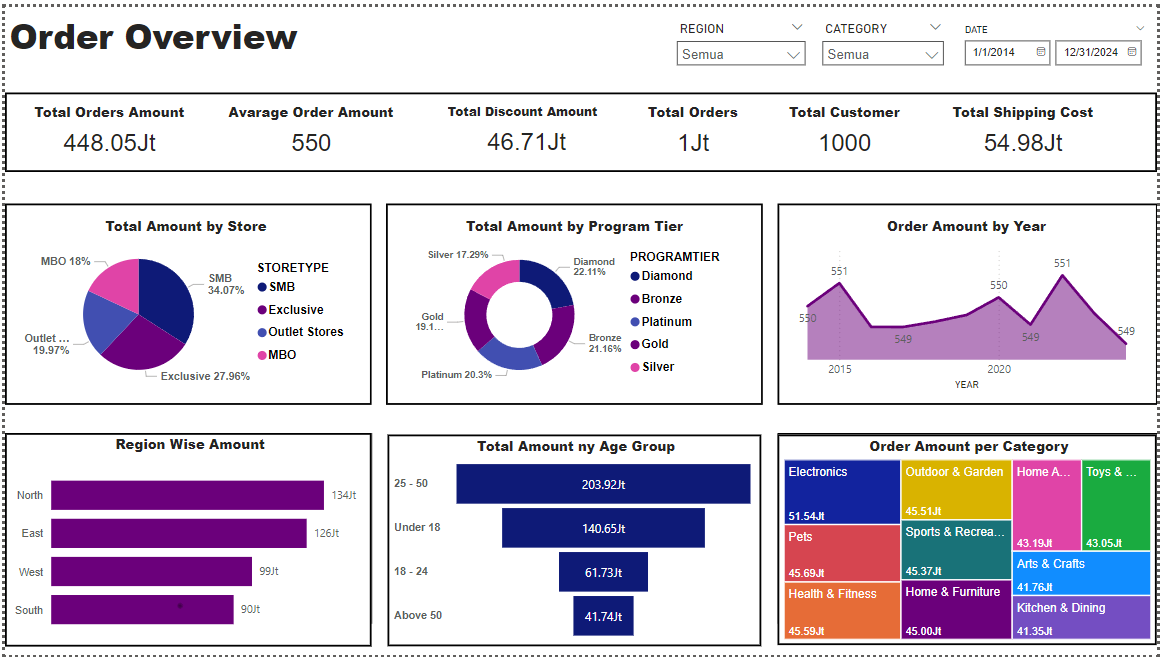 Order Overview
REGION
Semua
CATEGORY
Semua
DATE
1/1/2014
12/31/2024
Total Orders Amount
448.05Jt
Avarage Order Amount
550
Total Discount Amount
46.71Jt
Total Orders
1Jt
Total Customer
1000
Total Shipping Cost
54.98Jt
Total Amount by Store
MBO 18%
SMB
34.07%
Outlet ...
19.97%
Exclusive 27.96%
STORETYPE
SMB
Exclusive
Outlet Stores
MBO
Total Amount by Program Tier
Silver 17.29%
Diamond
22.11%
Gold
19.1...
Bronze
21.16%
Platinum 20.3%
PROGRAMTIER
Diamond
Bronze
Platinum
Gold
Silver
Order Amount by Year
550
551
549
550
549
551
549
2015
2020
YEAR
Region Wise Amount
North
134Jt
East
126Jt
West
99Jt
South
90Jt
Total Amount ny Age Group
25 - 50
203.92Jt
Under 18
140.65Jt
18 - 24
61.73Jt
Above 50
41.74Jt
Order Amount per Category
Electronics
51.54Jt
Pets
45.69Jt
Health & Fitness
45.59Jt
Outdoor & Garden
45.51Jt
Sports & Recrea...
45.37Jt
Home & Furniture
45.00Jt
Home A...
43.19Jt
Toys & ...
43.05Jt
Arts & Crafts
41.76Jt
Kitchen & Dining
41.35Jt